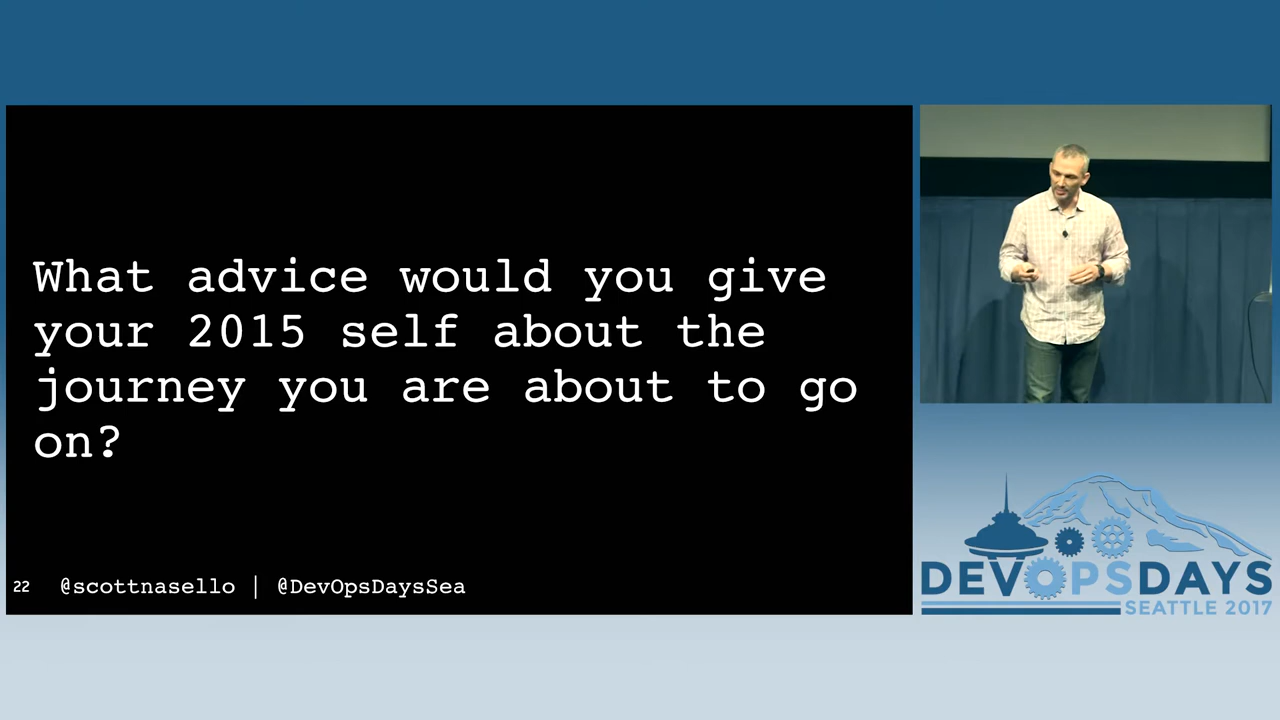 What advice would you give
your 2015 self about the
journey you are about to go
on?
22 @scottnasello | @DevOpsDaysSea
DEVOPSDAYS
SEATTLE 2017